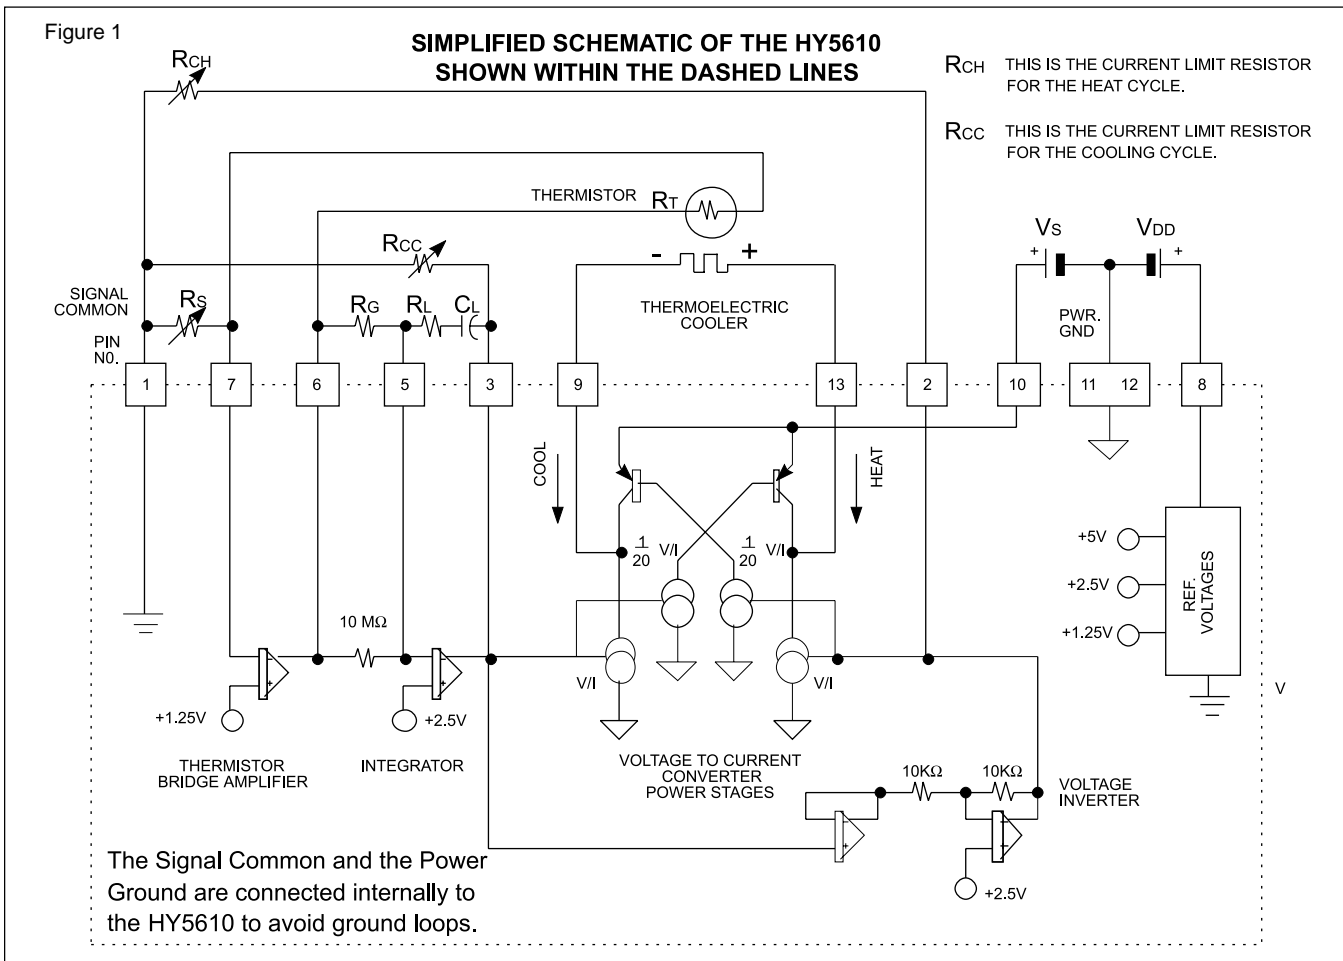 Figure 1
SIMPLIFIED SCHEMATIC OF THE HY5610
SHOWN WITHIN THE DASHED LINES
RCH
RCH THIS IS THE CURRENT LIMIT RESISTOR
FOR THE HEAT CYCLE.
RCC THIS IS THE CURRENT LIMIT RESISTOR
FOR THE COOLING CYCLE.
THERMISTOR RT
RCC
- +
VS VDD
+ +
SIGNAL
COMMON
RS
RG RL CL
THERMOELECTRIC
COOLER
PWR.
GND
PIN
N0.
1 7 6 5 3 9 13 2 10 11 12 8
COOL
HEAT
1
20
V/I
1
20
V/I
+5V
+2.5V
+1.25V
REF.
VOLTAGES
10 MΩ
- +
- +
V/I
V/I
V
+1.25V
+2.5V
THERMISTOR
BRIDGE AMPLIFIER
INTEGRATOR
VOLTAGE TO CURRENT
CONVERTER
POWER STAGES
10KΩ 10KΩ
VOLTAGE
INVERTER
- +
- +
+2.5V
The Signal Common and the Power
Ground are connected internally to
the HY5610 to avoid ground loops.